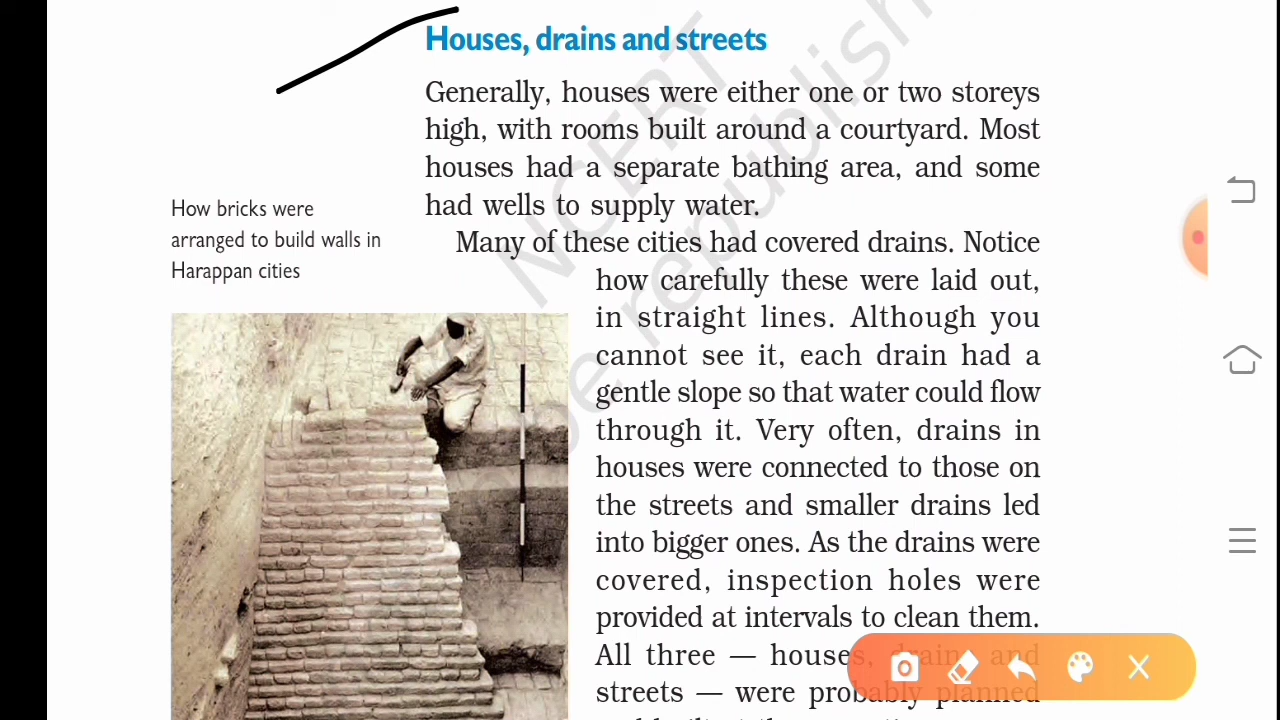 Houses, drains and streets
Generally, houses were either one or two storeys
high, with rooms built around a courtyard. Most
houses had a separate bathing area, and some
had wells to supply water.
Many of these cities had covered drains. Notice
how carefully these were laid out,
in straight lines. Although you
cannot see it, each drain had a
gentle slope so that water could flow
through it. Very often, drains in
houses were connected to those on
the streets and smaller drains led
into bigger ones. As the drains were
covered, inspection holes were
provided at intervals to clean them.
All three — houses, drains and
streets — were probably planned
How bricks were
arranged to build walls in
Harappan cities
NCERT
be republish